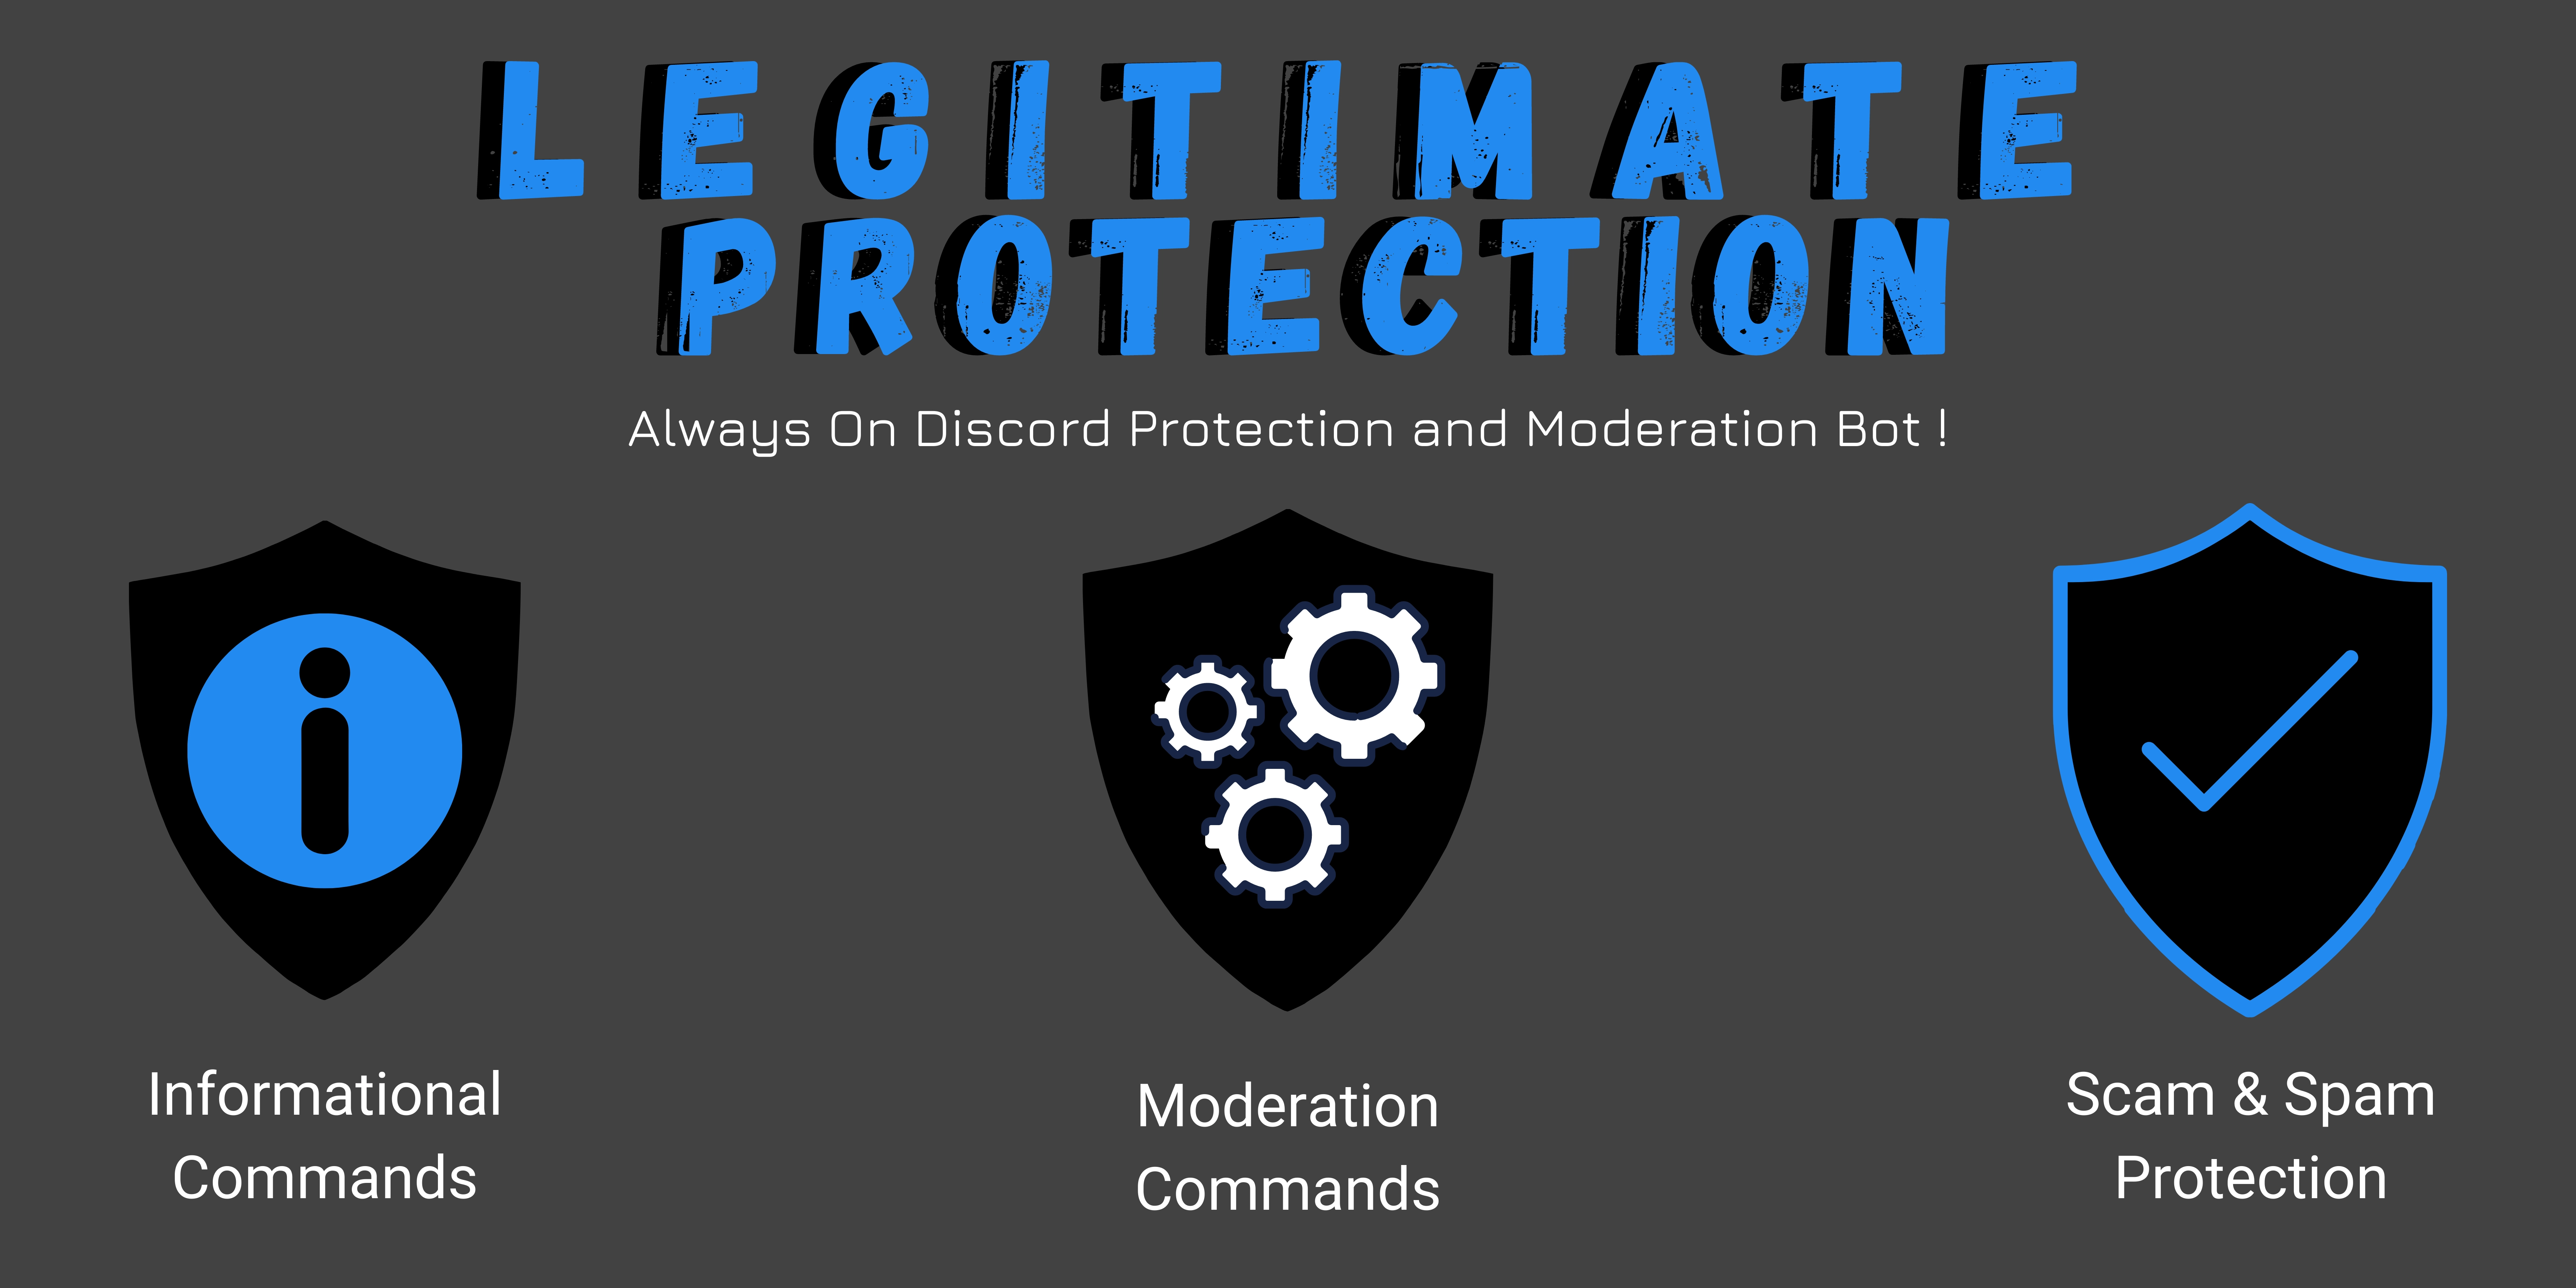 LEGITIMATE
PROTECTION
Always On Discord Protection and Moderation Bot !
Informational
Commands
Moderation
Commands
Scam & Spam
Protection